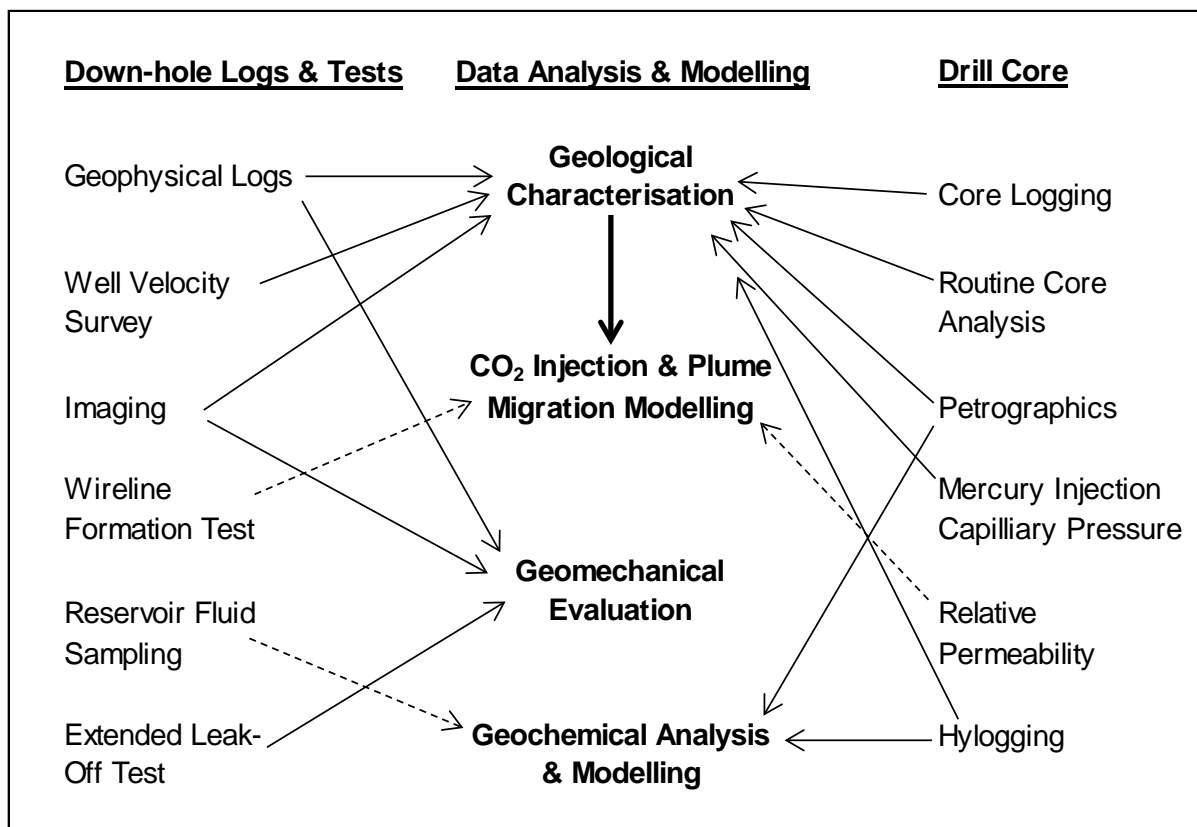 Down-hole Logs & Tests
Data Analysis & Modelling
Drill Core
Geophysical Logs
Well Velocity
Survey
Imaging
Wireline
Formation Test
Reservoir Fluid
Sampling
Extended Leak-
Off Test
Geological
Characterisation
CO₂ Injection & Plume
Migration Modelling
Geomechanical
Evaluation
Geochemical Analysis
& Modelling
Core Logging
Routine Core
Analysis
Petrographics
Mercury Injection
Capilliary Pressure
Relative
Permeability
Hylogging